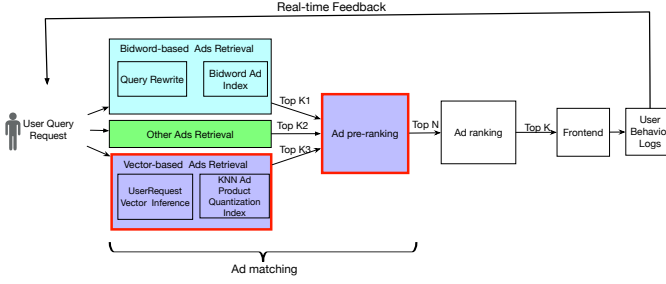 Real-time Feedback
Bidword-based Ads Retrieval
Query Rewrite
Bidword Ad
Index
User Query
Request
Other Ads Retrieval
Vector-based Ads Retrieval
UserRequest
Vector Inference
KNN Ad
Product
Quantization
Index
Top K1
Top K2
Top K3
Ad pre-ranking
Top N
Ad ranking
Top K
Frontend
User
Behavior
Logs
Ad matching